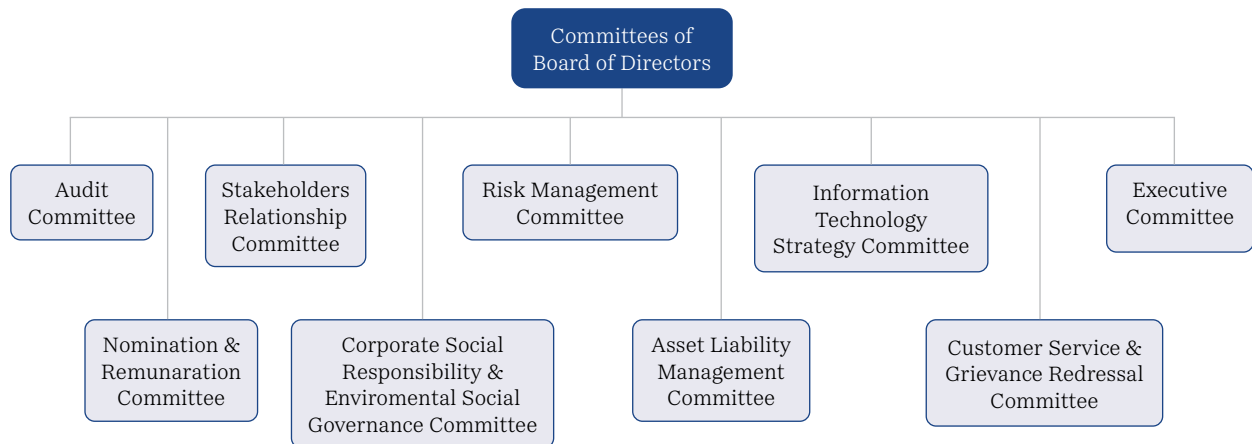 Committees of
Board of Directors
Audit
Committee
Stakeholders
Relationship
Committee
Risk Management
Committee
Information
Technology
Strategy Committee
Executive
Committee
Nomination &
Remunaration
Committee
Corporate Social
Responsibility &
Enviromental Social
Governance Committee
Asset Liability
Management
Committee
Customer Service &
Grievance Redressal
Committee